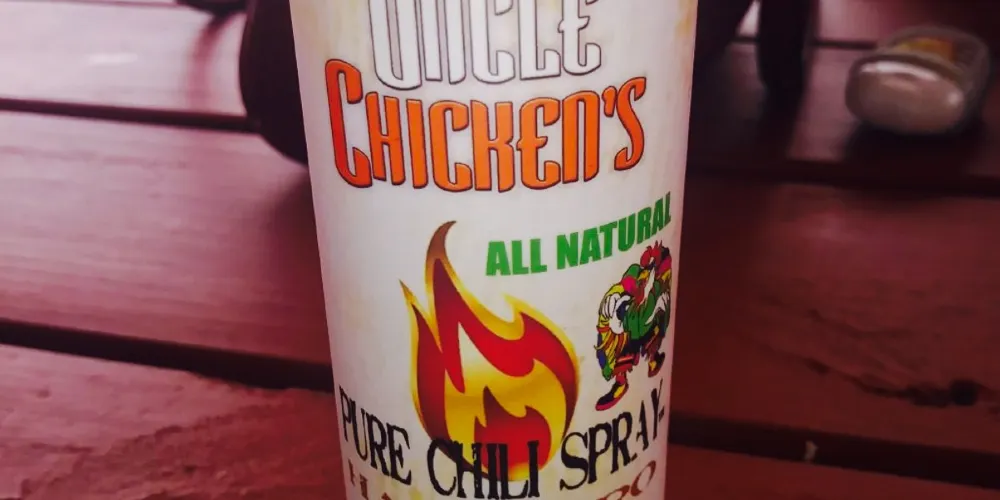 UNCLE
CHICKEN'S
ALL NATURAL
PURE CHILI SPRAY